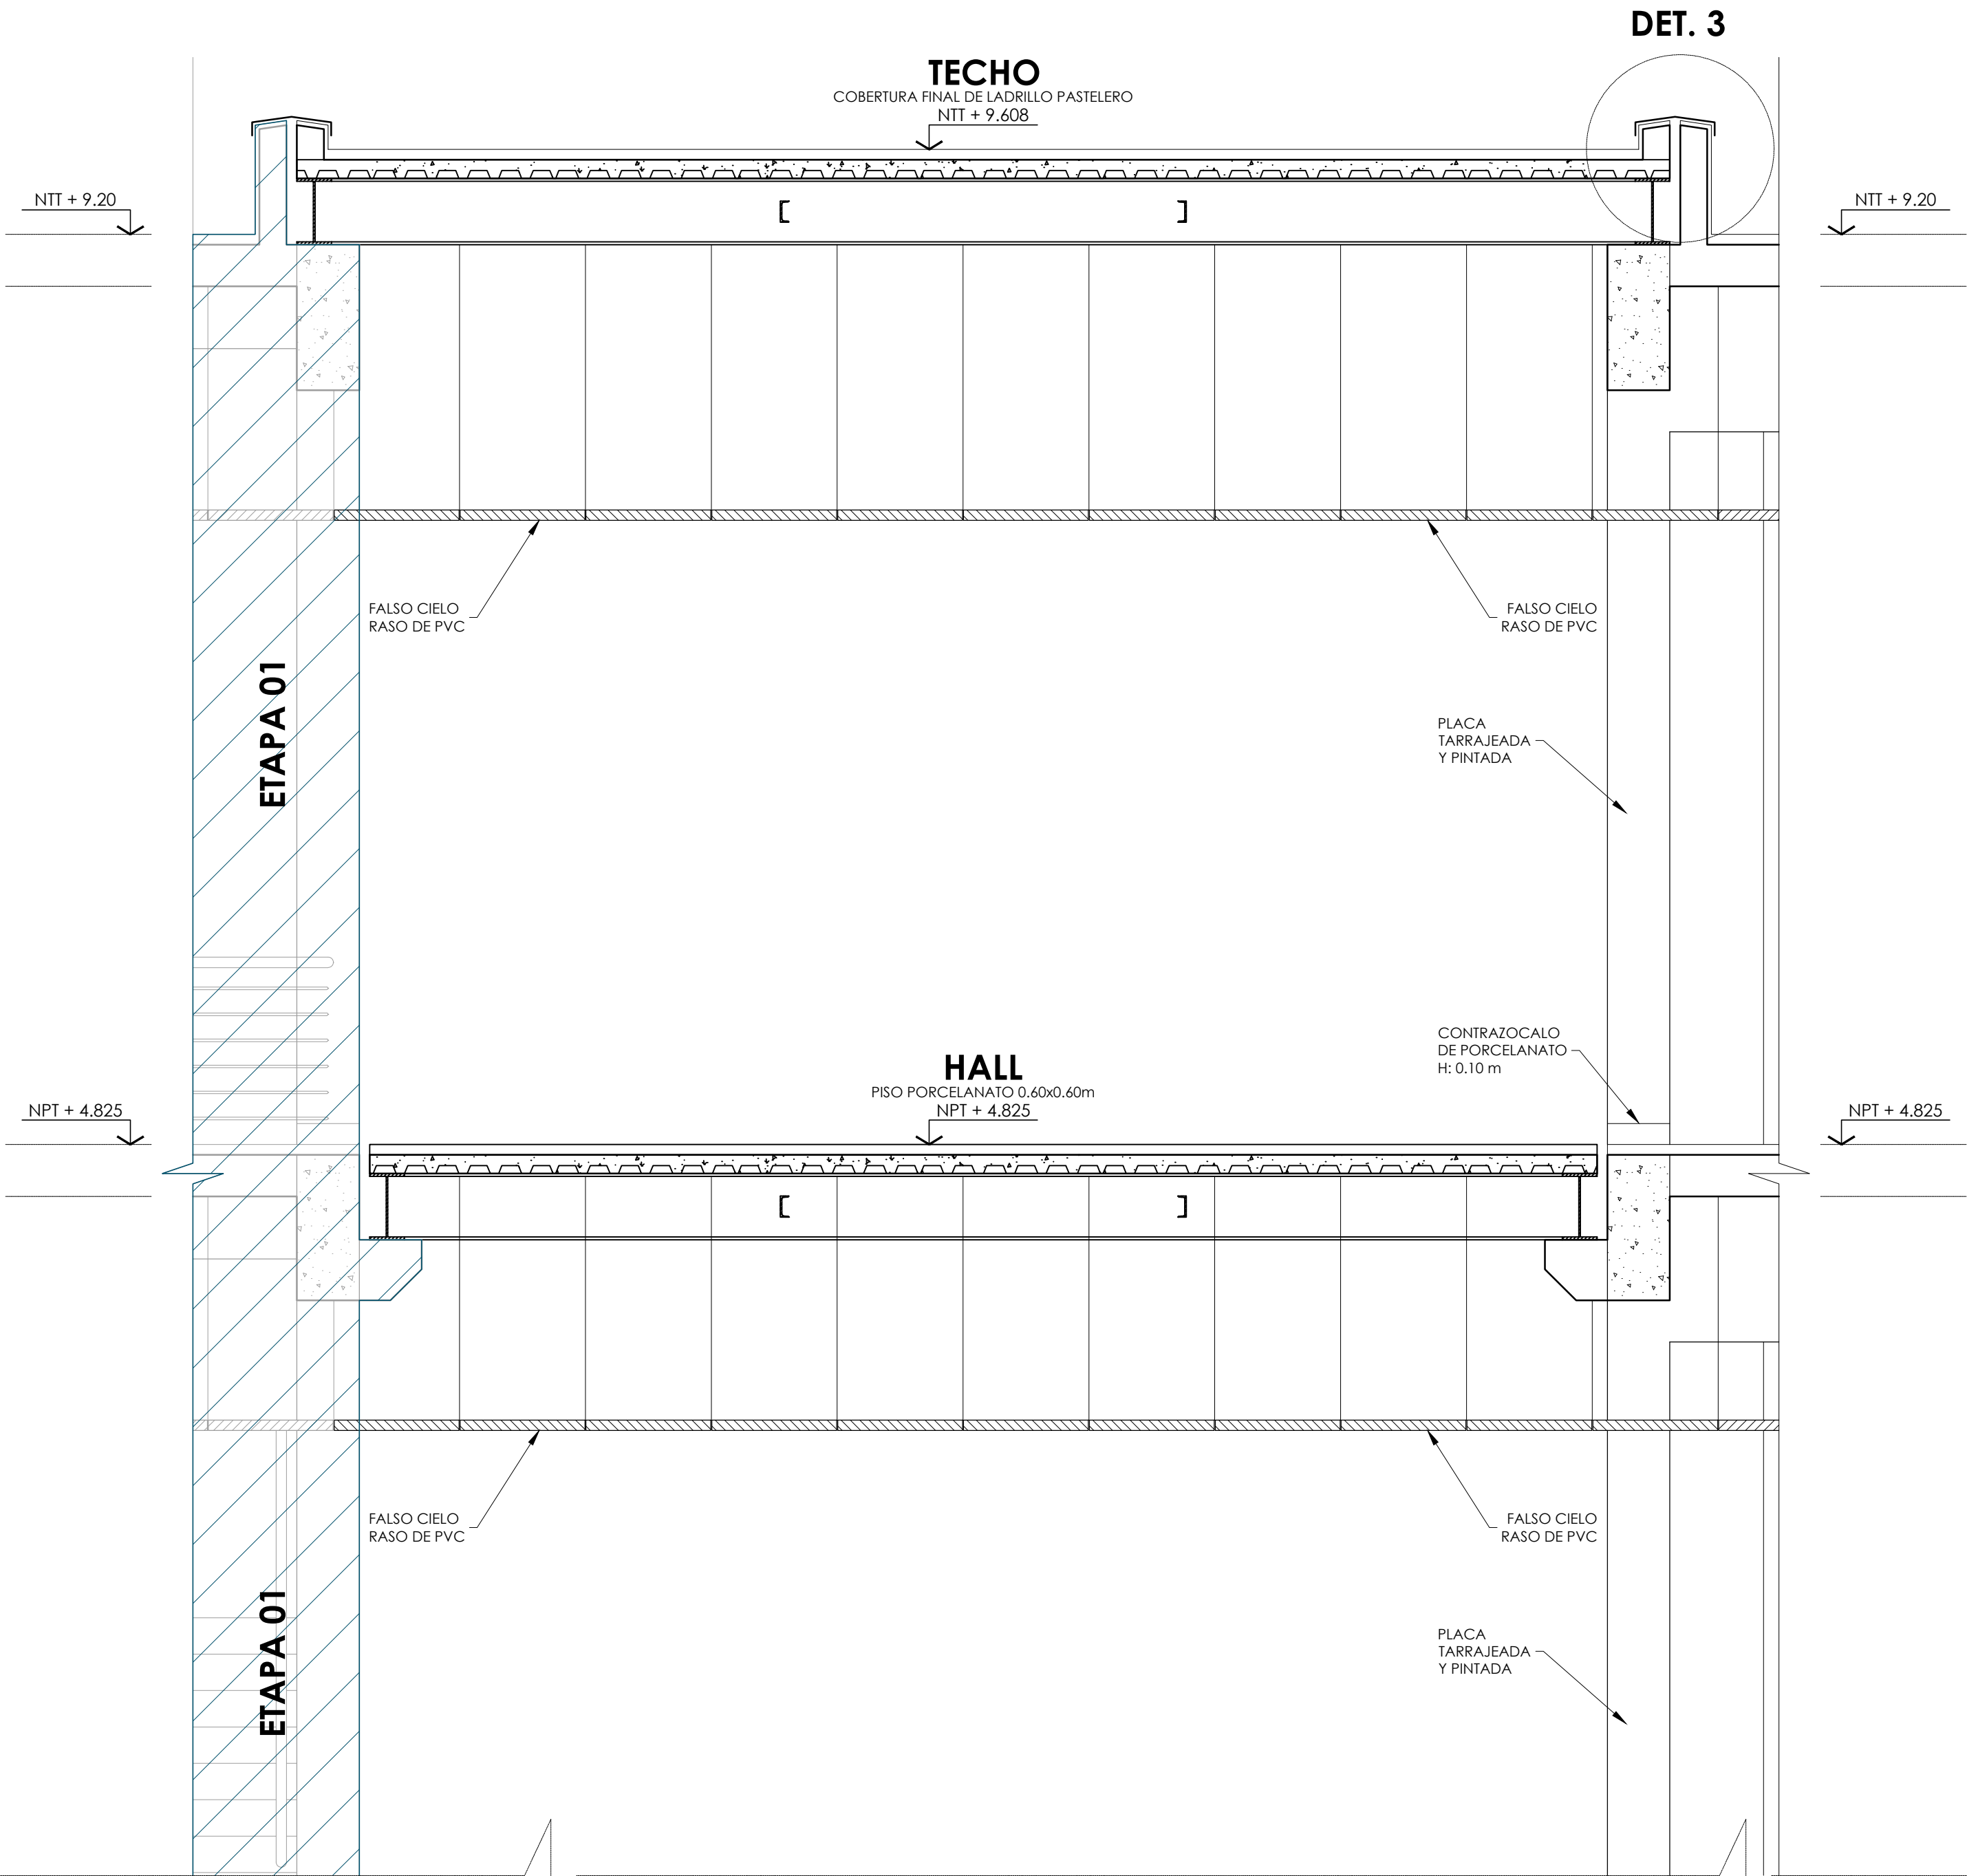 DET. 3
TECHO
COBERTURA FINAL DE LADRILLO PASTELERO
NTT + 9.608
NTT + 9.20
NTT + 9.20
FALSO CIELO
RASO DE PVC
FALSO CIELO
RASO DE PVC
ETAPA 01
PLACA
TARRAJEADA
Y PINTADA
CONTRAZOCALO
DE PORCELANATO
H: 0.10 m
HALL
PISO PORCELANATO 0.60x0.60m
NPT + 4.825
NPT + 4.825
NPT + 4.825
FALSO CIELO
RASO DE PVC
FALSO CIELO
RASO DE PVC
ETAPA 01
PLACA
TARRAJEADA
Y PINTADA